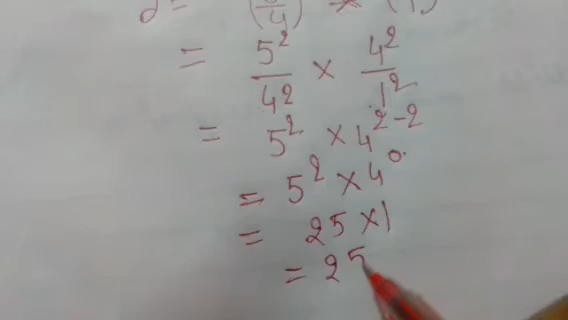 = 5²/4² × 4²/1²
= 5² × 4²⁻²
= 5² × 4⁰
= 25 × 1
= 25